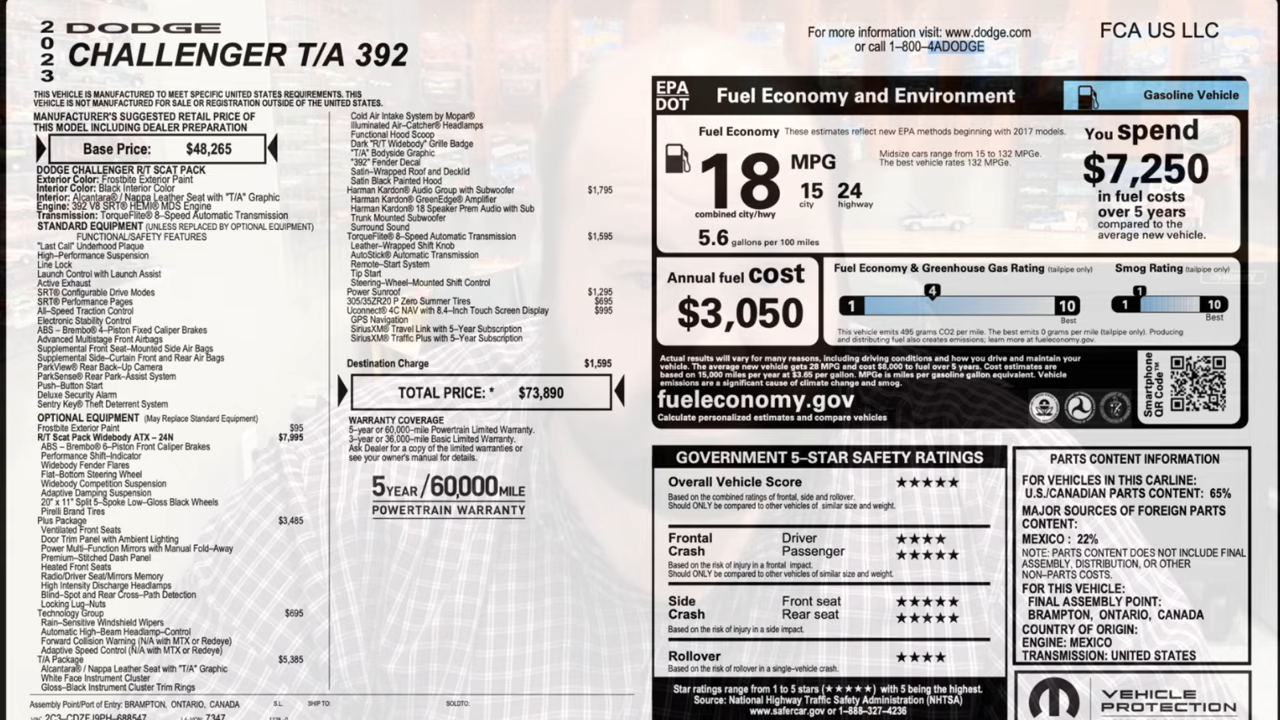 2023
DODGE
CHALLENGER T/A 392
For more information visit: www.dodge.com
or call 1–800–4ADODGE
FCA US LLC
THIS VEHICLE IS MANUFACTURED TO MEET SPECIFIC UNITED STATES REQUIREMENTS. THIS
VEHICLE IS NOT MANUFACTURED FOR SALE OR REGISTRATION OUTSIDE OF THE UNITED STATES.
MANUFACTURER'S SUGGESTED RETAIL PRICE OF
THIS MODEL INCLUDING DEALER PREPARATION
Base Price: $48,265
DODGE CHALLENGER R/T SCAT PACK
Exterior Color: Frostbite Exterior Paint
Interior Color: Black Interior Color
Interior: Alcantara® / Nappa Leather Seat with "T/A" Graphic
Engine: 392 V8 SRT® HEMI® MDS Engine
Transmission: TorqueFlite® 8–Speed Automatic Transmission
STANDARD EQUIPMENT (UNLESS REPLACED BY OPTIONAL EQUIPMENT)
FUNCTIONAL/SAFETY FEATURES
"Last Call" Underhood Plaque
High–Performance Suspension
Line Lock
Launch Control with Launch Assist
Active Exhaust
SRT® Configurable Drive Modes
SRT® Performance Pages
All–Speed Traction Control
Electronic Stability Control
ABS – Brembo® 4–Piston Fixed Caliper Brakes
Advanced Multistage Front Airbags
Supplemental Front Seat–Mounted Side Air Bags
Supplemental Side–Curtain Front and Rear Air Bags
ParkView® Rear Back–Up Camera
ParkSense® Rear Park–Assist System
Push–Button Start
Deluxe Security Alarm
Sentry Key® Theft Deterrent System
OPTIONAL EQUIPMENT (May Replace Standard Equipment)
Frostbite Exterior Paint $95
R/T Scat Pack Widebody ATX – 24N $7,995
ABS – Brembo® 6–Piston Front Caliper Brakes
Performance Shift–Indicator
Widebody Fender Flares
Flat–Bottom Steering Wheel
Widebody Competition Suspension
Adaptive Damping Suspension
20" x 11" Split 5–Spoke Low–Gloss Black Wheels
Pirelli Brand Tires
Plus Package $3,485
Ventilated Front Seats
Door Trim Panel with Ambient Lighting
Power Multi–Function Mirrors with Manual Fold–Away
Premium–Stitched Dash Panel
Heated Front Seats
Radio/Driver Seat/Mirrors Memory
High Intensity Discharge Headlamps
Blind–Spot and Rear Cross–Path Detection
Locking Lug–Nuts
Technology Group $695
Rain–Sensitive Windshield Wipers
Automatic High–Beam Headlamp–Control
Forward Collision Warning (N/A with MTX or Redeye)
Adaptive Speed Control (N/A with MTX or Redeye)
T/A Package $5,385
Alcantara® / Nappa Leather Seat with "T/A" Graphic
White Face Instrument Cluster
Gloss–Black Instrument Cluster Trim Rings
Assembly Point/Port of Entry: BRAMPTON, ONTARIO, CANADA
S.L.
SHIP TO:
SOLD TO:
Cold Air Intake System by Mopar®
Illuminated Air–Catcher® Headlamps
Functional Hood Scoop
Dark "R/T Widebody" Grille Badge
"T/A" Bodyside Graphic
"392" Fender Decal
Satin–Wrapped Roof and Decklid
Satin Black Painted Hood
Harman Kardon® Audio Group with Subwoofer $1,795
Harman Kardon® GreenEdge® Amplifier
Harman Kardon® 18 Speaker Prem Audio with Sub
Trunk Mounted Subwoofer
Surround Sound
TorqueFlite® 8–Speed Automatic Transmission $1,595
Leather–Wrapped Shift Knob
AutoStick® Automatic Transmission
Remote–Start System
Tip Start
Steering–Wheel–Mounted Shift Control
Power Sunroof $1,295
305/35ZR20 P Zero Summer Tires $695
Uconnect® 4C NAV with 8.4–Inch Touch Screen Display $995
GPS Navigation
SiriusXM® Travel Link with 5–Year Subscription
SiriusXM® Traffic Plus with 5–Year Subscription
Destination Charge $1,595
TOTAL PRICE: * $73,890
WARRANTY COVERAGE
5–year or 60,000–mile Powertrain Limited Warranty.
3–year or 36,000–mile Basic Limited Warranty.
Ask Dealer for a copy of the limited warranties or
see your owner's manual for details.
5 YEAR / 60,000 MILE
POWERTRAIN WARRANTY
EPA
DOT
Fuel Economy and Environment
Gasoline Vehicle
Fuel Economy
These estimates reflect new EPA methods beginning with 2017 models.
18 MPG
combined city/hwy
15 city
24 highway
5.6 gallons per 100 miles
Midsize cars range from 15 to 132 MPGe.
The best vehicle rates 132 MPGe.
You spend
$7,250
in fuel costs
over 5 years
compared to the
average new vehicle.
Annual fuel cost
$3,050
Fuel Economy & Greenhouse Gas Rating (tailpipe only)
4
1 10
Best
Smog Rating (tailpipe only)
1
1 10
Best
This vehicle emits 495 grams CO2 per mile. The best emits 0 grams per mile (tailpipe only). Producing
and distributing fuel also creates emissions; learn more at fueleconomy.gov.
Actual results will vary for many reasons, including driving conditions and how you drive and maintain your
vehicle. The average new vehicle gets 28 MPG and cost $8,000 to fuel over 5 years. Cost estimates are
based on 15,000 miles per year at $3.65 per gallon. MPGe is miles per gasoline gallon equivalent. Vehicle
emissions are a significant cause of climate change and smog.
fueleconomy.gov
Calculate personalized estimates and compare vehicles
Smartphone
QR Code™
GOVERNMENT 5–STAR SAFETY RATINGS
Overall Vehicle Score ★★★★★
Based on the combined ratings of frontal, side and rollover.
Should ONLY be compared to other vehicles of similar size and weight.
Frontal Driver ★★★★
Crash Passenger ★★★★★
Based on the risk of injury in a frontal impact.
Should ONLY be compared to other vehicles of similar size and weight.
Side Front seat ★★★★★
Crash Rear seat ★★★★★
Based on the risk of injury in a side impact.
Rollover ★★★★
Based on the risk of rollover in a single–vehicle crash.
Star ratings range from 1 to 5 stars (★★★★★) with 5 being the highest.
Source: National Highway Traffic Safety Administration (NHTSA)
www.safercar.gov or 1–888–327–4236
PARTS CONTENT INFORMATION
FOR VEHICLES IN THIS CARLINE:
U.S./CANADIAN PARTS CONTENT: 65%
MAJOR SOURCES OF FOREIGN PARTS
CONTENT:
MEXICO : 22%
NOTE: PARTS CONTENT DOES NOT INCLUDE FINAL
ASSEMBLY, DISTRIBUTION, OR OTHER
NON–PARTS COSTS.
FOR THIS VEHICLE:
FINAL ASSEMBLY POINT:
BRAMPTON, ONTARIO, CANADA
COUNTRY OF ORIGIN:
ENGINE: MEXICO
TRANSMISSION: UNITED STATES
VEHICLE
PROTECTION